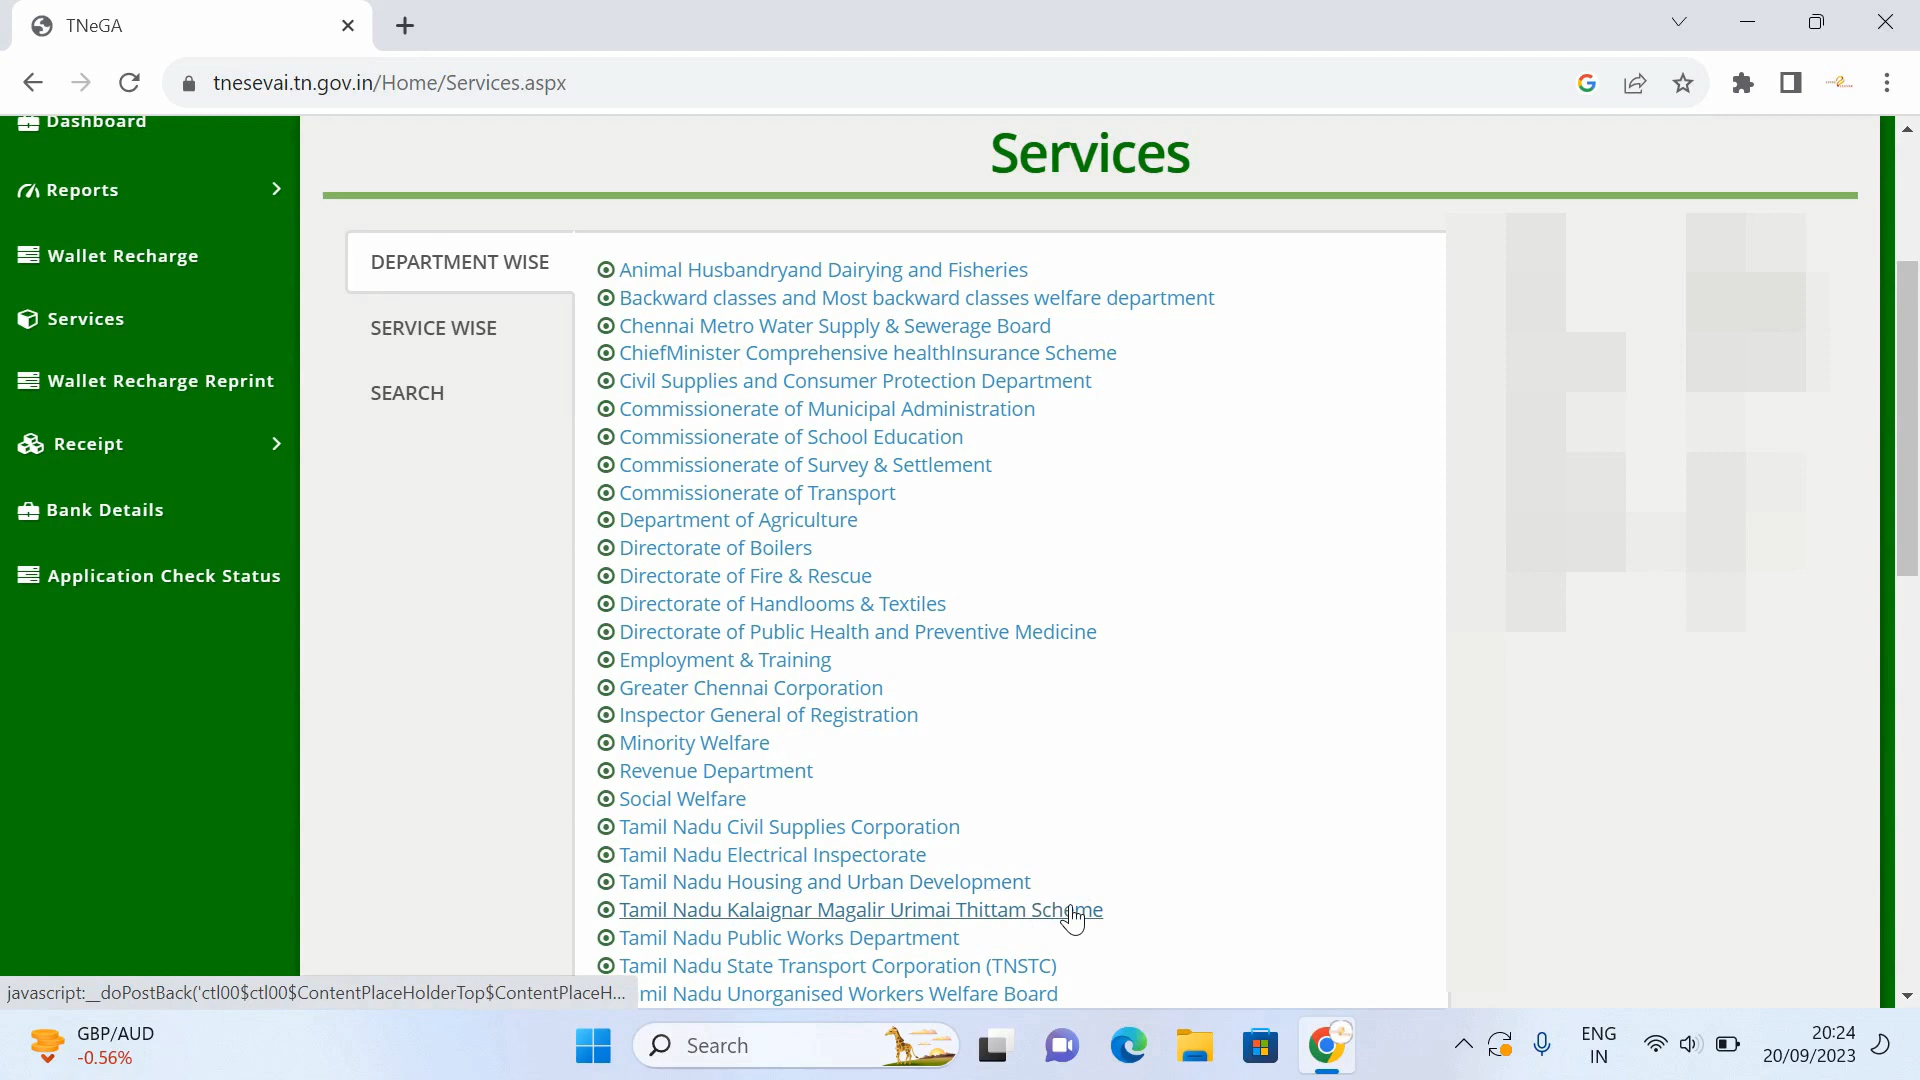 TNeGA
tnesevai.tn.gov.in/Home/Services.aspx
Dashboard
Reports
Wallet Recharge
Services
Wallet Recharge Reprint
Receipt
Bank Details
Application Check Status
Services
DEPARTMENT WISE
SERVICE WISE
SEARCH
Animal Husbandryand Dairying and Fisheries
Backward classes and Most backward classes welfare department
Chennai Metro Water Supply & Sewerage Board
ChiefMinister Comprehensive healthInsurance Scheme
Civil Supplies and Consumer Protection Department
Commissionerate of Municipal Administration
Commissionerate of School Education
Commissionerate of Survey & Settlement
Commissionerate of Transport
Department of Agriculture
Directorate of Boilers
Directorate of Fire & Rescue
Directorate of Handlooms & Textiles
Directorate of Public Health and Preventive Medicine
Employment & Training
Greater Chennai Corporation
Inspector General of Registration
Minority Welfare
Revenue Department
Social Welfare
Tamil Nadu Civil Supplies Corporation
Tamil Nadu Electrical Inspectorate
Tamil Nadu Housing and Urban Development
Tamil Nadu Kalaignar Magalir Urimai Thittam Scheme
Tamil Nadu Public Works Department
Tamil Nadu State Transport Corporation (TNSTC)
mil Nadu Unorganised Workers Welfare Board
javascript:__doPostBack('ctl00$ctl00$ContentPlaceHolderTop$ContentPlaceH...
GBP/AUD
-0.56%
Search
ENG
IN
20:24
20/09/2023